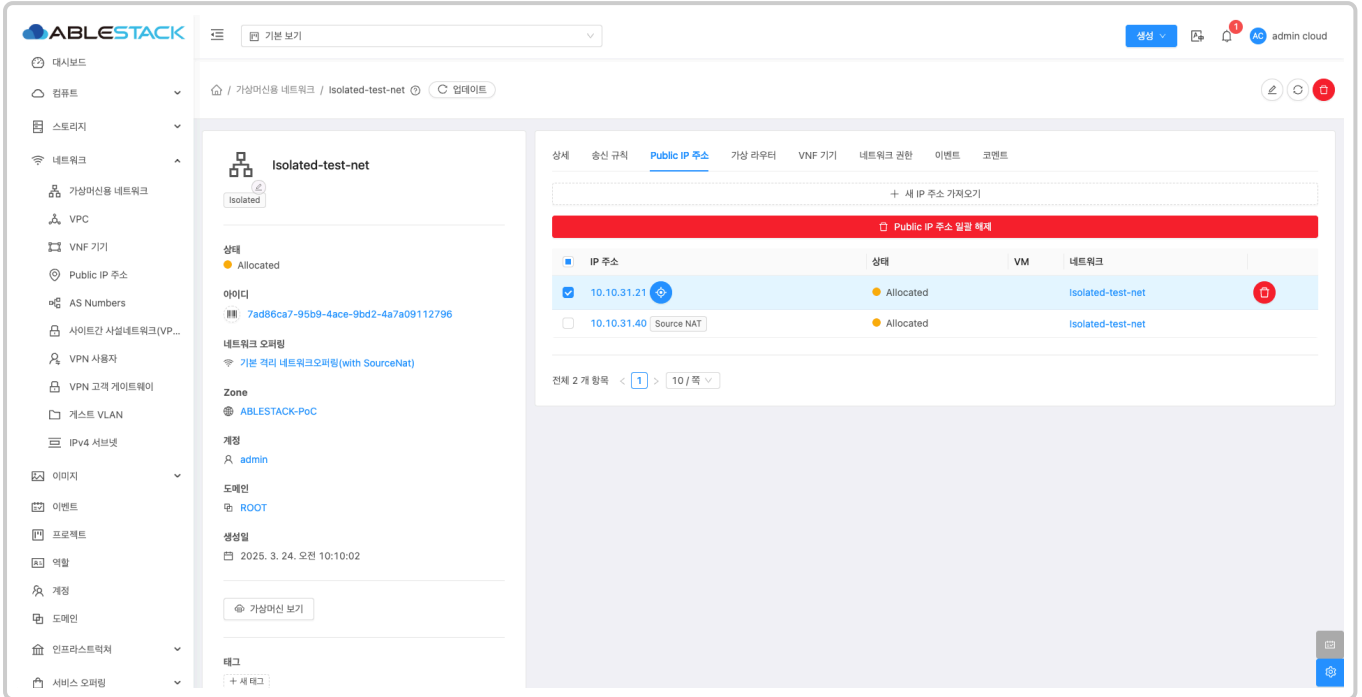 ABLESTACK
기본 보기
생성
1
AC admin cloud
대시보드
컴퓨트
스토리지
네트워크
가상머신용 네트워크
VPC
VNF 기기
Public IP 주소
AS Numbers
사이트간 사설네트워크(VP...
VPN 사용자
VPN 고객 게이트웨이
게스트 VLAN
IPv4 서브넷
이미지
이벤트
프로젝트
역할
계정
도메인
인프라스트럭쳐
서비스 오퍼링
/ 가상머신용 네트워크 / Isolated-test-net 업데이트
Isolated-test-net
Isolated
상태
Allocated
아이디
7ad86ca7-95b9-4ace-9bd2-4a7a09112796
네트워크 오퍼링
기본 격리 네트워크오퍼링(with SourceNat)
Zone
ABLESTACK-PoC
계정
admin
도메인
ROOT
생성일
2025. 3. 24. 오전 10:10:02
가상머신 보기
태그
+ 새 태그
상세 송신 규칙 Public IP 주소 가상 라우터 VNF 기기 네트워크 권한 이벤트 코멘트
+ 새 IP 주소 가져오기
Public IP 주소 일괄 해제
IP 주소 상태 VM 네트워크
10.10.31.21 Allocated Isolated-test-net
10.10.31.40 Source NAT Allocated Isolated-test-net
전체 2 개 항목 < 1 > 10 / 쪽